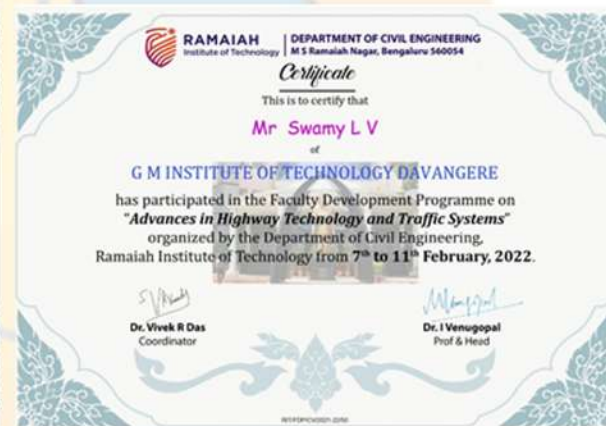 RAMAIAH
Institute of Technology
DEPARTMENT OF CIVIL ENGINEERING
M S Ramaiah Nagar, Bengaluru 560054
Certificate
This is to certify that
Mr Swamy L V
of
G M INSTITUTE OF TECHNOLOGY DAVANGERE
has participated in the Faculty Development Programme on
"Advances in Highway Technology and Traffic Systems"
organized by the Department of Civil Engineering,
Ramaiah Institute of Technology from 7th to 11th February, 2022.
Dr. Vivek R Das
Coordinator
Dr. I Venugopal
Prof & Head